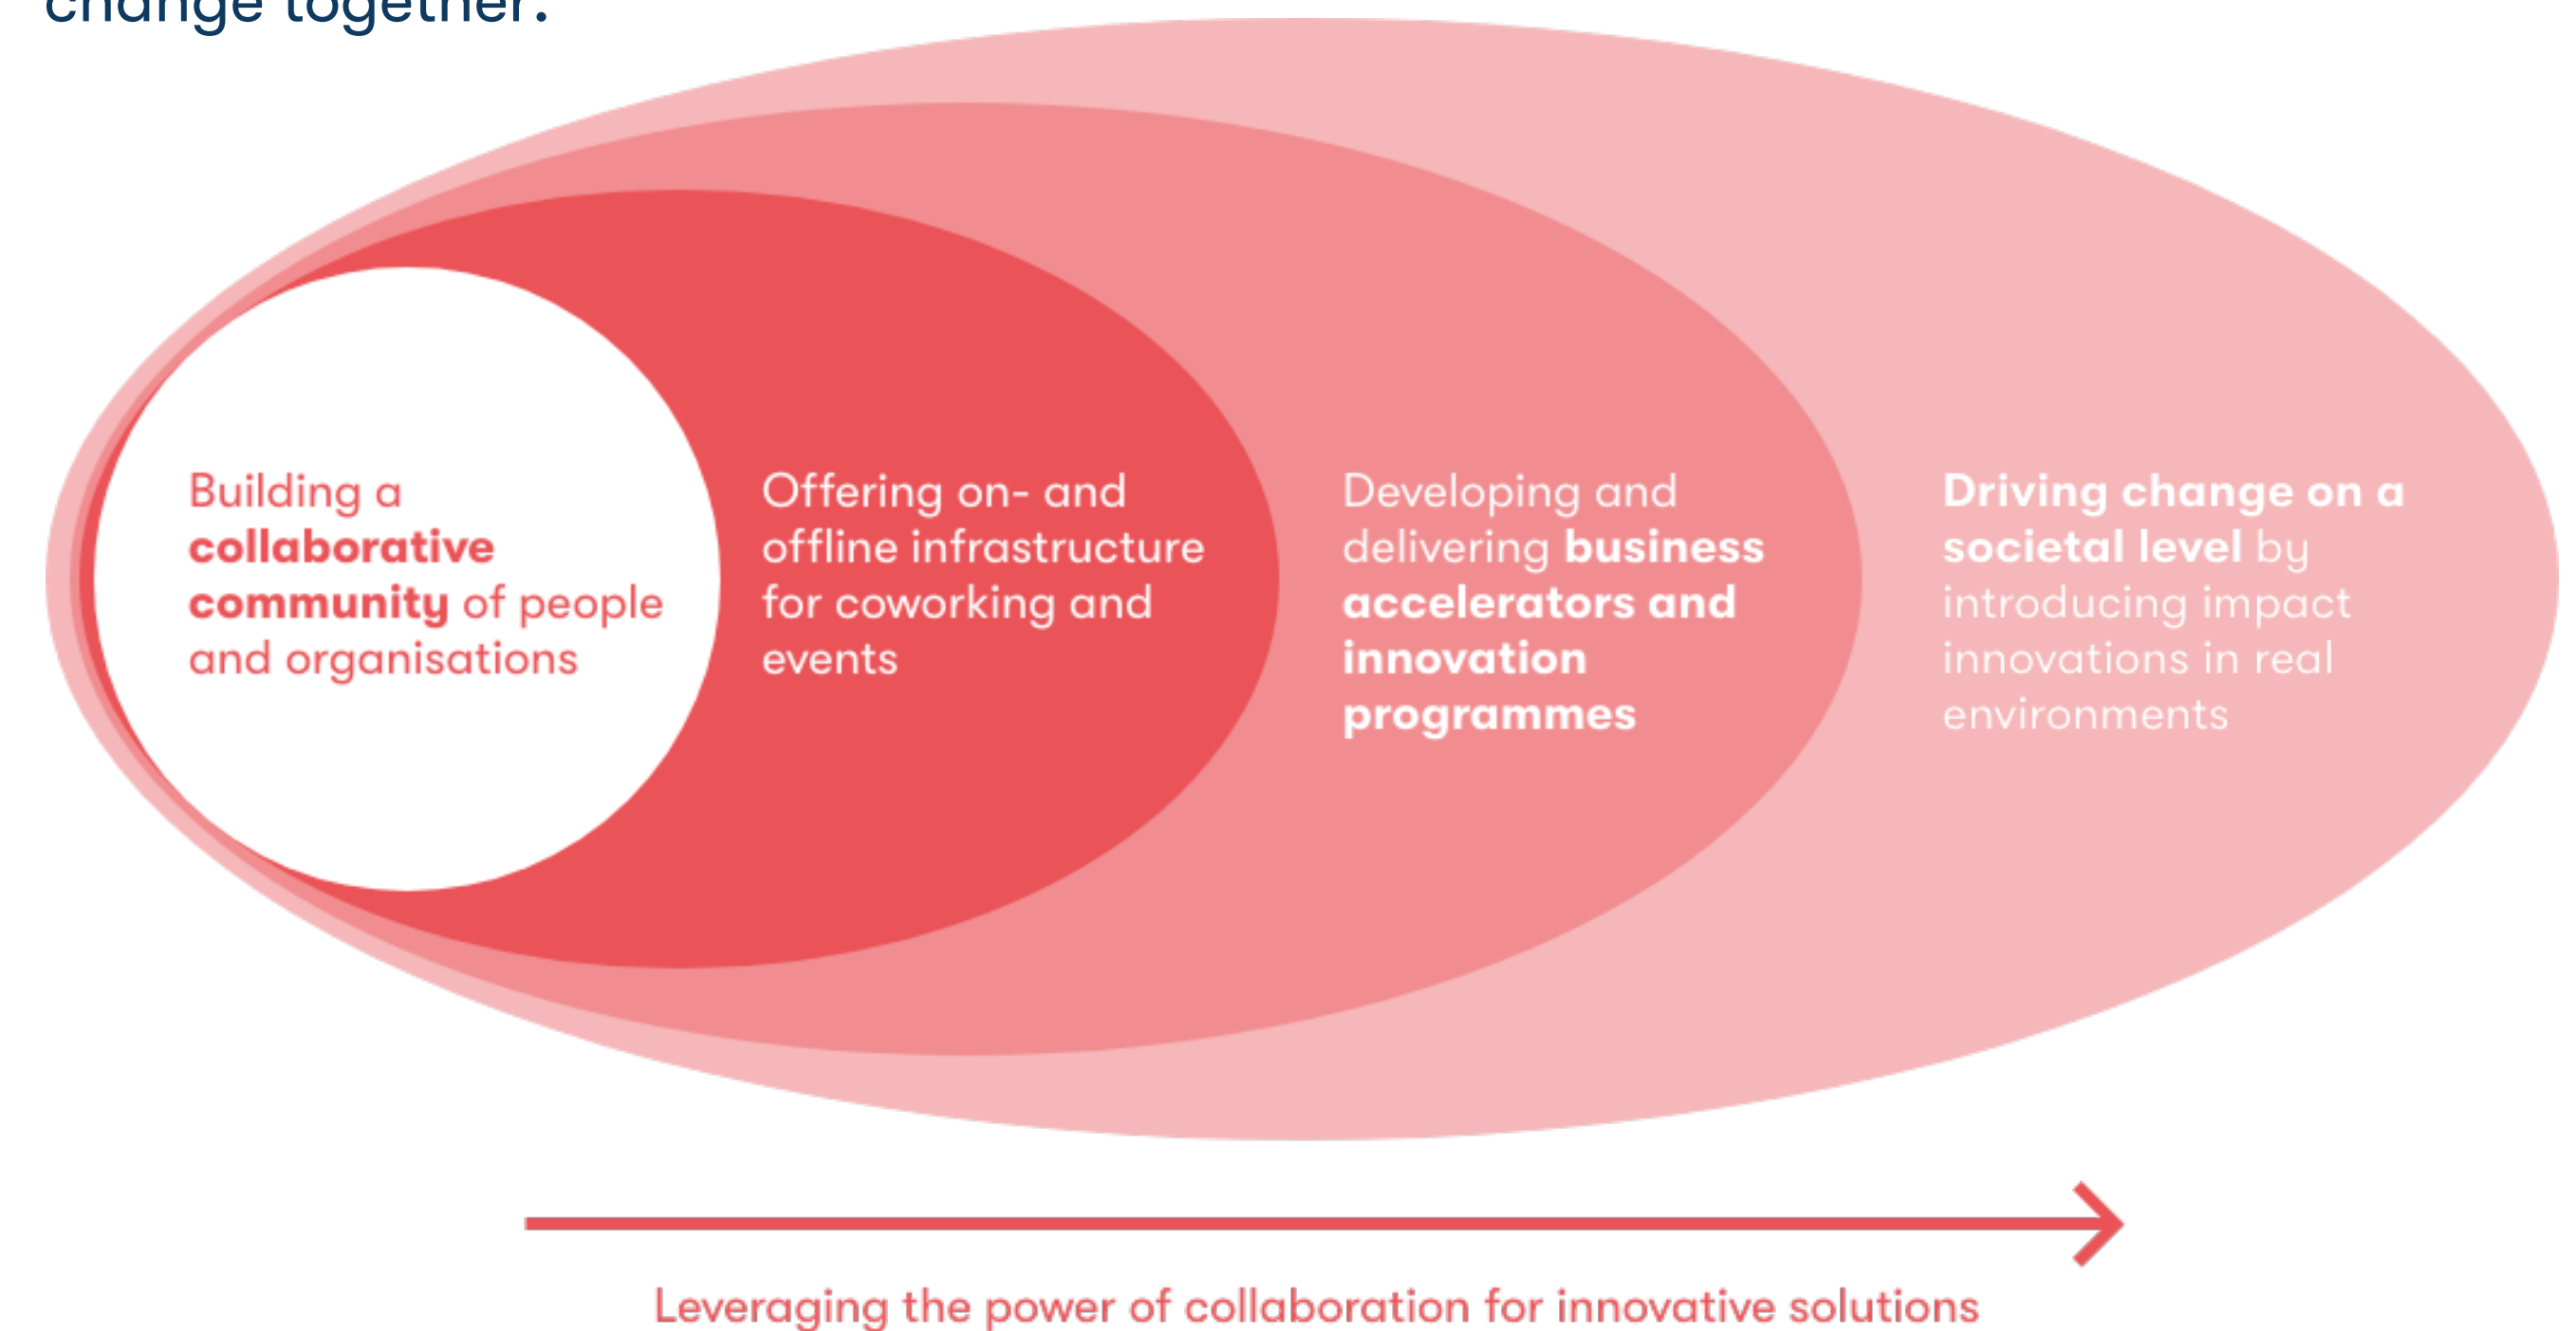 change together.
Building a
collaborative
community of people
and organisations
Offering on- and
offline infrastructure
for coworking and
events
Developing and
delivering business
accelerators and
innovation
programmes
Driving change on a
societal level by
introducing impact
innovations in real
environments
Leveraging the power of collaboration for innovative solutions